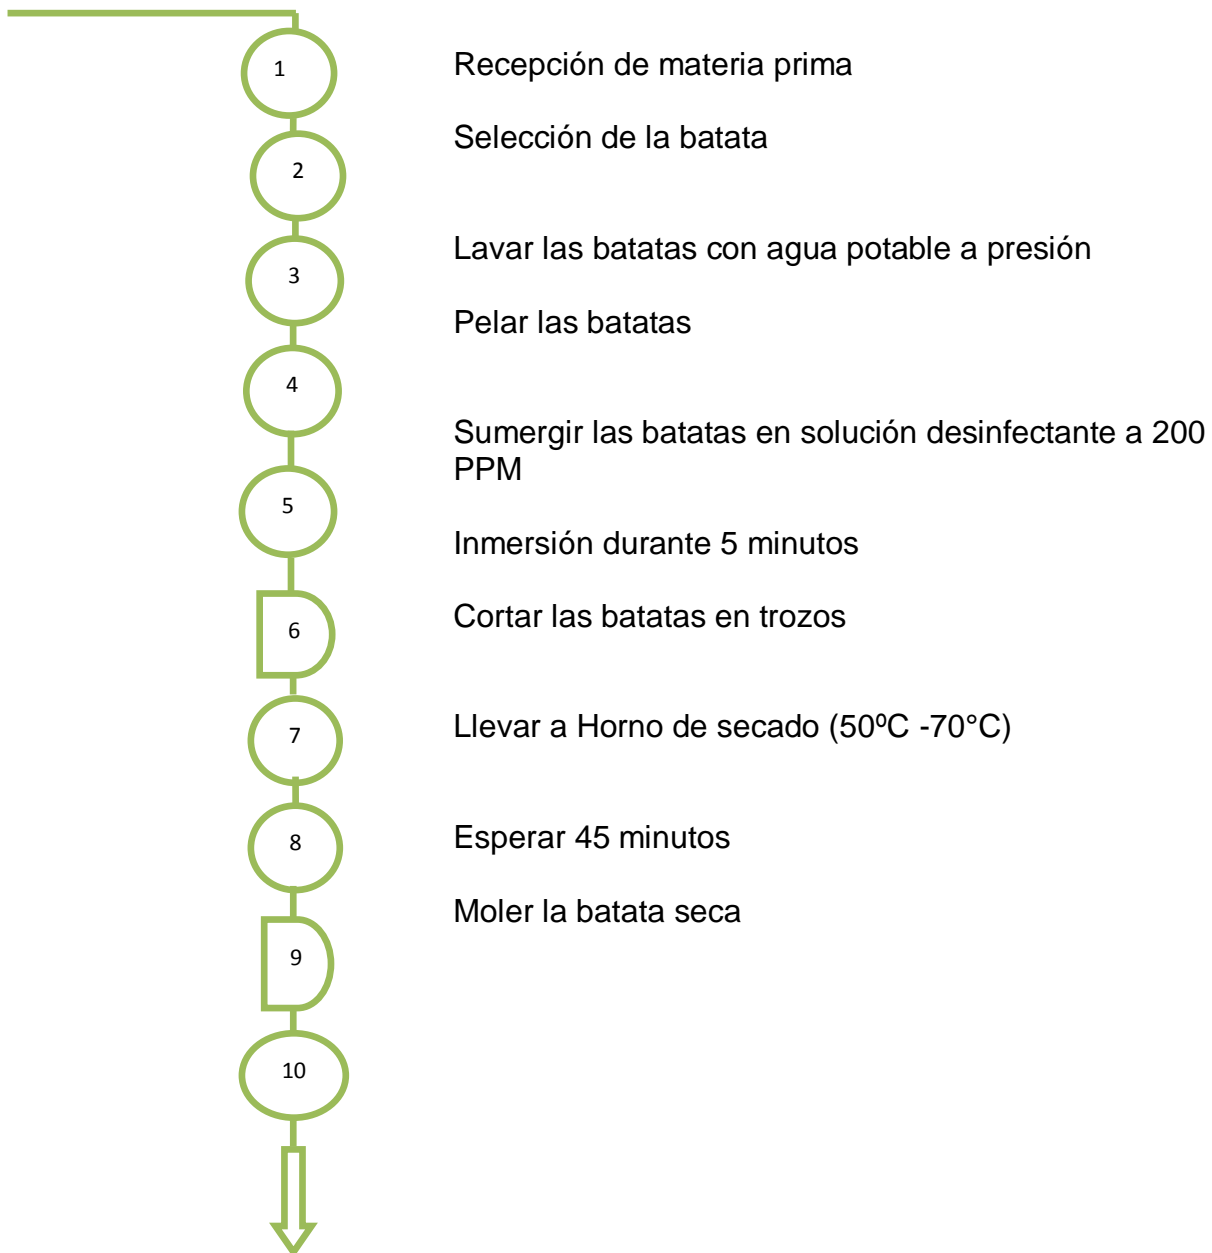 1
Recepción de materia prima
Selección de la batata
2
Lavar las batatas con agua potable a presión
3
Pelar las batatas
4
Sumergir las batatas en solución desinfectante a 200
PPM
5
Inmersión durante 5 minutos
Cortar las batatas en trozos
6
Llevar a Horno de secado (50ºC -70°C)
7
Esperar 45 minutos
8
Moler la batata seca
9
10